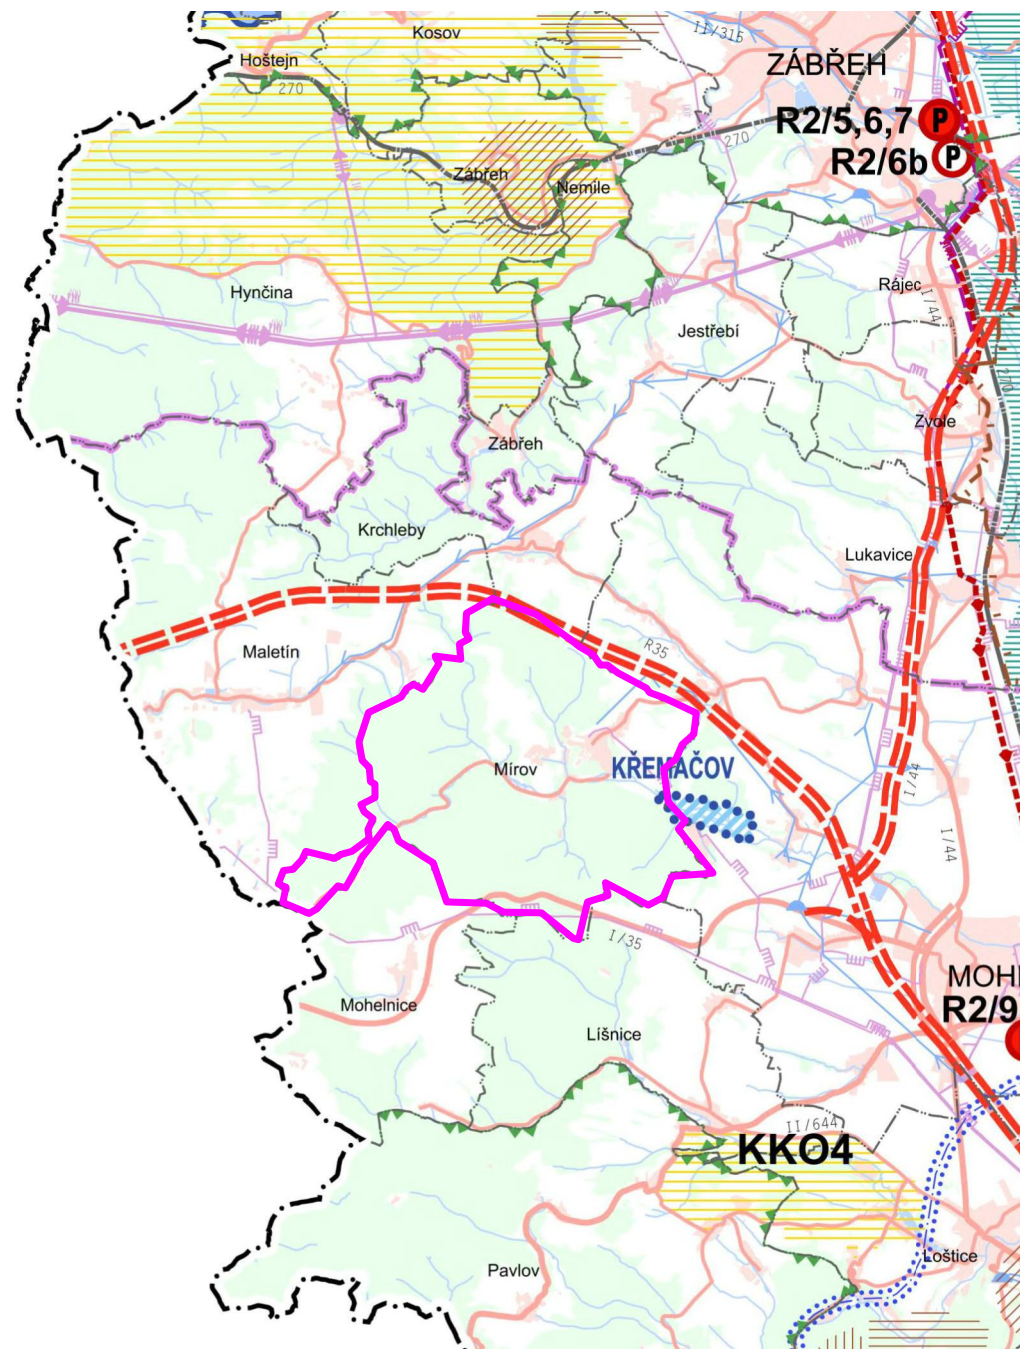 Kosov
II/315
Hoštejn
ZÁBŘEH
270
R2/5,6,7 P
270
R2/6b P
Zábřeh
Nemile
Hynčina
Rájec
I/44
Jestřebí
270
Zvole
Zábřeh
Krchleby
Lukavice
Maletín
R35
Mírov
KŘEMAČOV
I/44
I/44
I/35
MOH
R2/9
Mohelnice
Líšnice
II/644
KKO4
Loštice
Pavlov